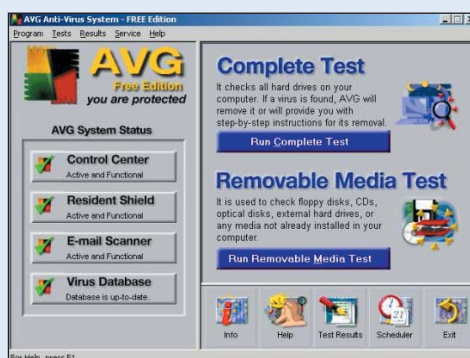 AVG Anti-Virus System - FREE Edition
Program Tests Results Service Help
AVG
Free Edition
you are protected
AVG System Status
Control Center
Active and Functional
Resident Shield
Active and Functional
E-mail Scanner
Active and Functional
Virus Database
Database is up-to-date.
Complete Test
It checks all hard drives on your
computer. If a virus is found, AVG will
remove it or will provide you with
step-by-step instructions for its removal.
Run Complete Test
Removable Media Test
It is used to check floppy disks, CDs,
optical disks, external hard drives, or
any media not already installed in your
computer.
Run Removable Media Test
21
Info Help Test Results Scheduler Exit
For Help, press F1